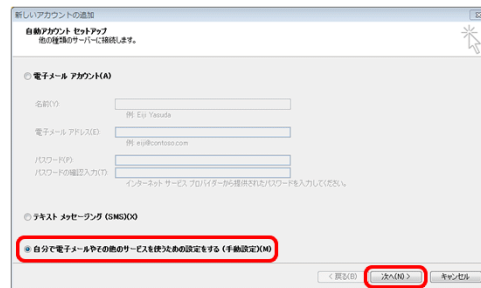 新しいアカウントの追加
自動アカウント セットアップ
他の種類のサーバーに接続します。
電子メール アカウント(A)
名前(Y)
例: Eiji Yasuda
電子メール アドレス(E)
例: eiji@contoso.com
パスワード(P)
パスワードの確認入力(T)
インターネット サービス プロバイダーから提供されたパスワードを入力してください。
テキスト メッセージング (SMS)(X)
自分で電子メールやその他のサービスを使うための設定をする (手動設定)(M)
< 戻る(B) 次へ(N) > キャンセル